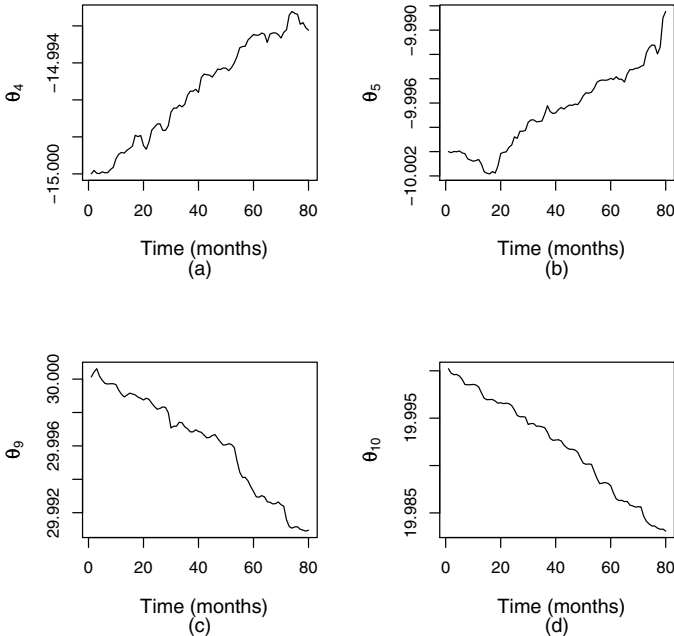 θ4
-14.994
-15.000
0 20 40 60 80
Time (months)
(a)
θ5
-9.990
-9.996
-10.002
0 20 40 60 80
Time (months)
(b)
θ9
30.000
29.996
29.992
0 20 40 60 80
Time (months)
(c)
θ10
19.995
19.985
0 20 40 60 80
Time (months)
(d)